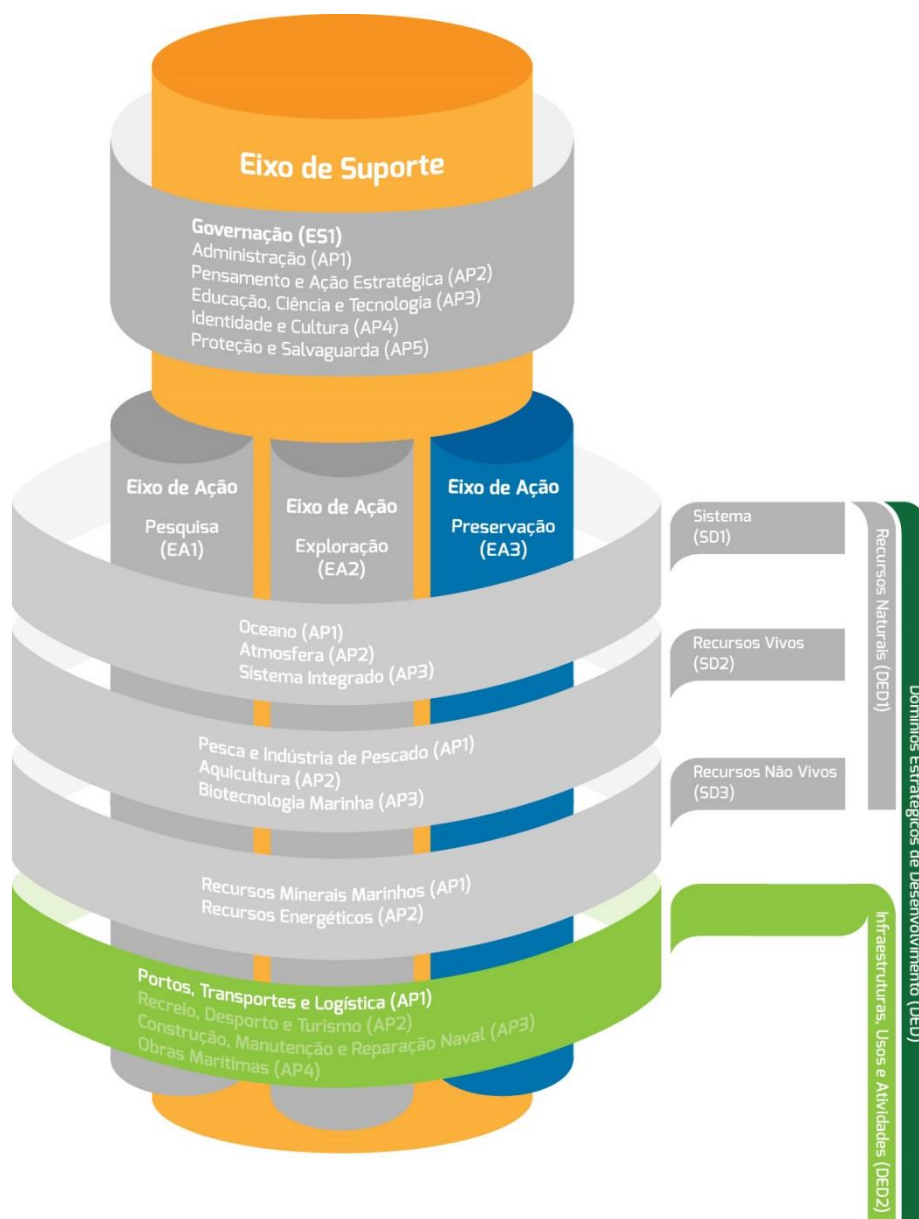 Eixo de Suporte
Governação (ES1)
Administração (AP1)
Pensamento e Ação Estratégica (AP2)
Educação, Ciência e Tecnologia (AP3)
Identidade e Cultura (AP4)
Proteção e Salvaguarda (AP5)
Eixo de Ação
Pesquisa
(EA1)
Eixo de Ação
Exploração
(EA2)
Eixo de Ação
Preservação
(EA3)
Oceano (AP1)
Atmosfera (AP2)
Sistema Integrado (AP3)
Pesca e Indústria de Pescado (AP1)
Aquicultura (AP2)
Biotecnologia Marinha (AP3)
Recursos Minerais Marinhos (AP1)
Recursos Energéticos (AP2)
Portos, Transportes e Logística (AP1)
Recreio, Desporto e Turismo (AP2)
Construção, Manutenção e Reparação Naval (AP3)
Obras Marítimas (AP4)
Sistema
(SD1)
Recursos Vivos
(SD2)
Recursos Não Vivos
(SD3)
Recursos Naturais (DED1)
Infraestruturas, Usos e Atividades (DED2)
Domínios Estratégicos de Desenvolvimento (DED)